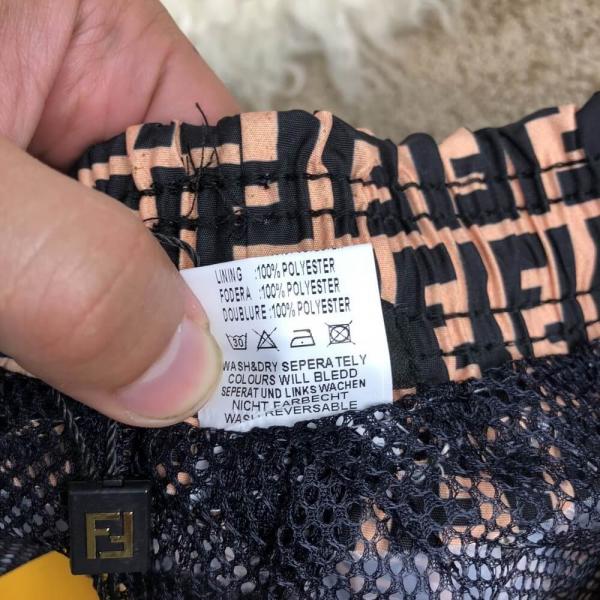 LINING :100% POLYESTER
FODERA :100% POLYESTER
DOUBLURE :100% POLYESTER
30
WASH&DRY SEPERATELY
COLOURS WILL BLEDD
SEPERAT UND LINKS WACHEN
NICHT FARBECHT
WASH REVERSABLE
FF